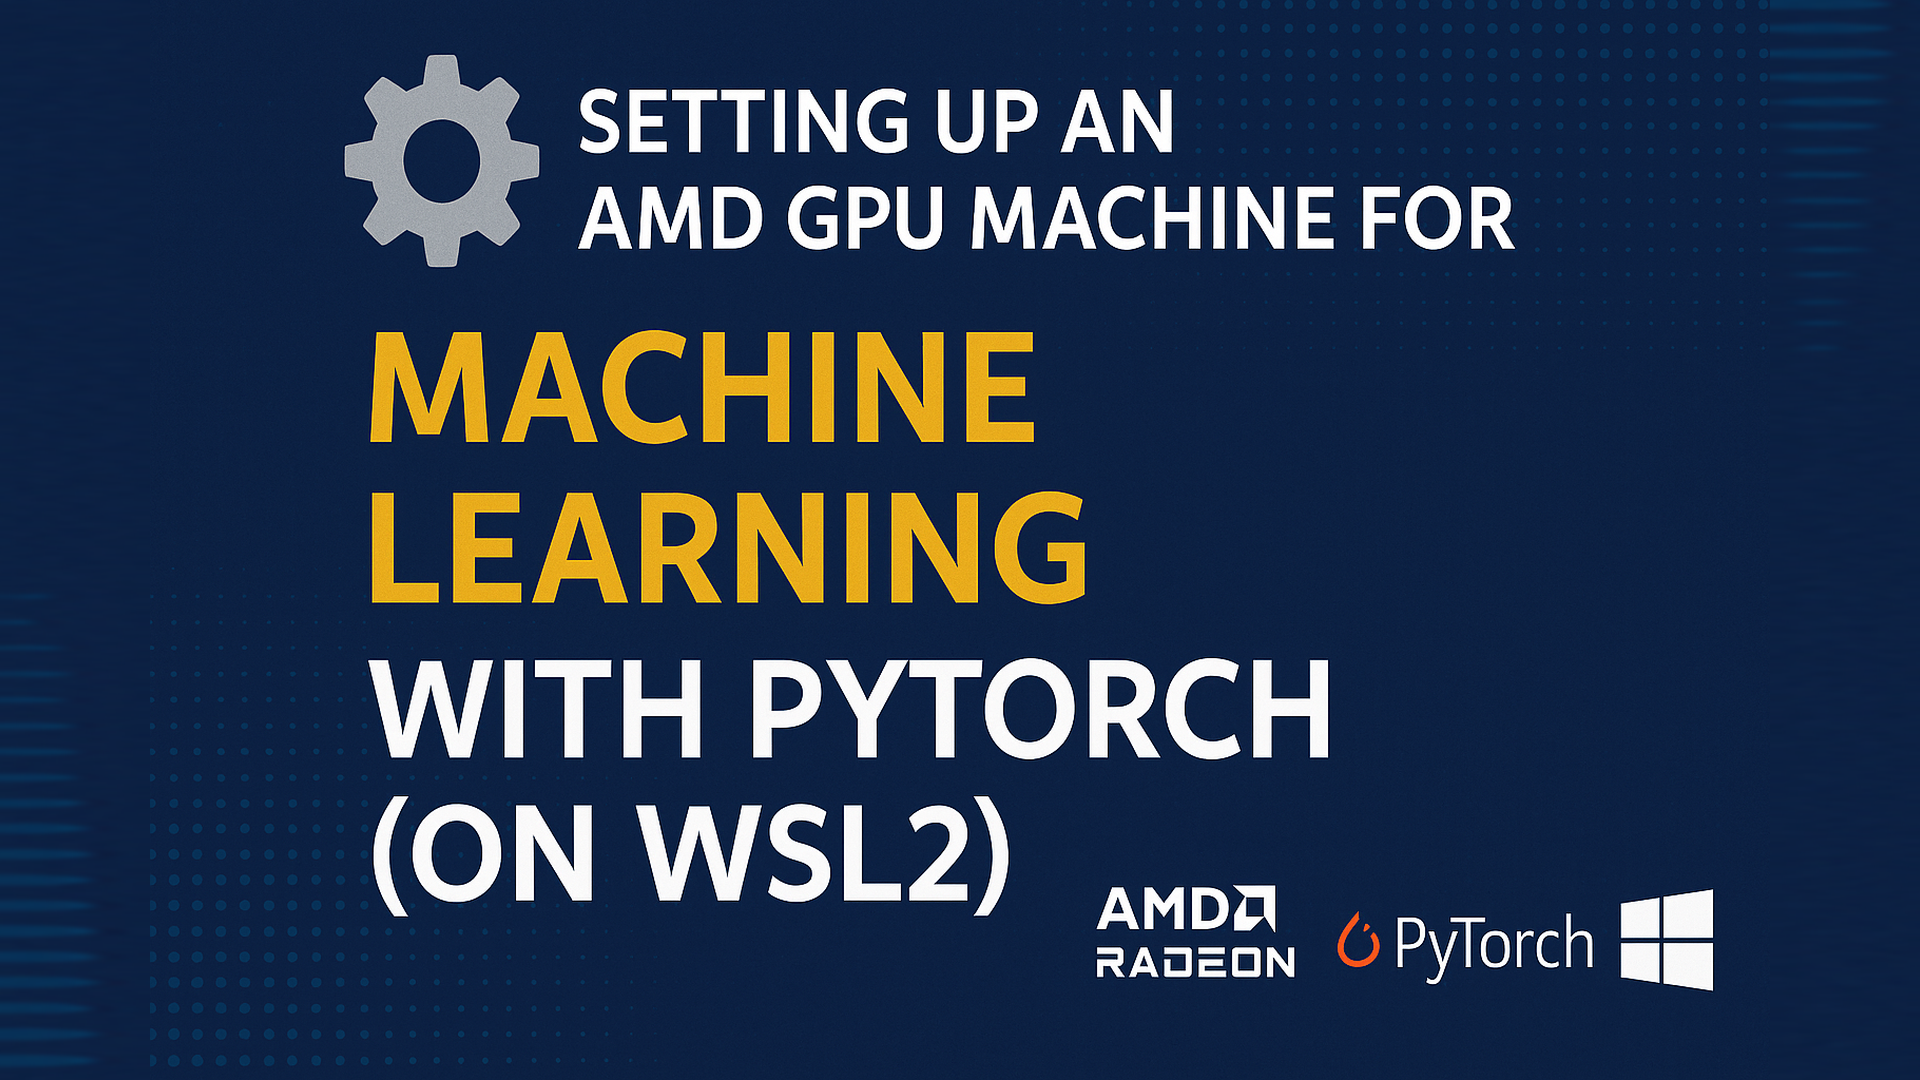 SETTING UP AN
AMD GPU MACHINE FOR
MACHINE
LEARNING
WITH PYTORCH
(ON WSL2)
AMD
RADEON
PyTorch